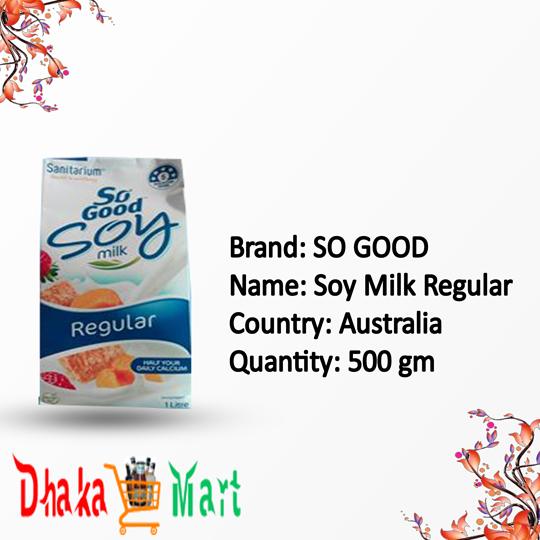 Sanitarium
So
Good
Soy
milk
Regular
HALF YOUR
DAILY CALCIUM
1 Litre
Brand: SO GOOD
Name: Soy Milk Regular
Country: Australia
Quantity: 500 gm
Dhaka Mart